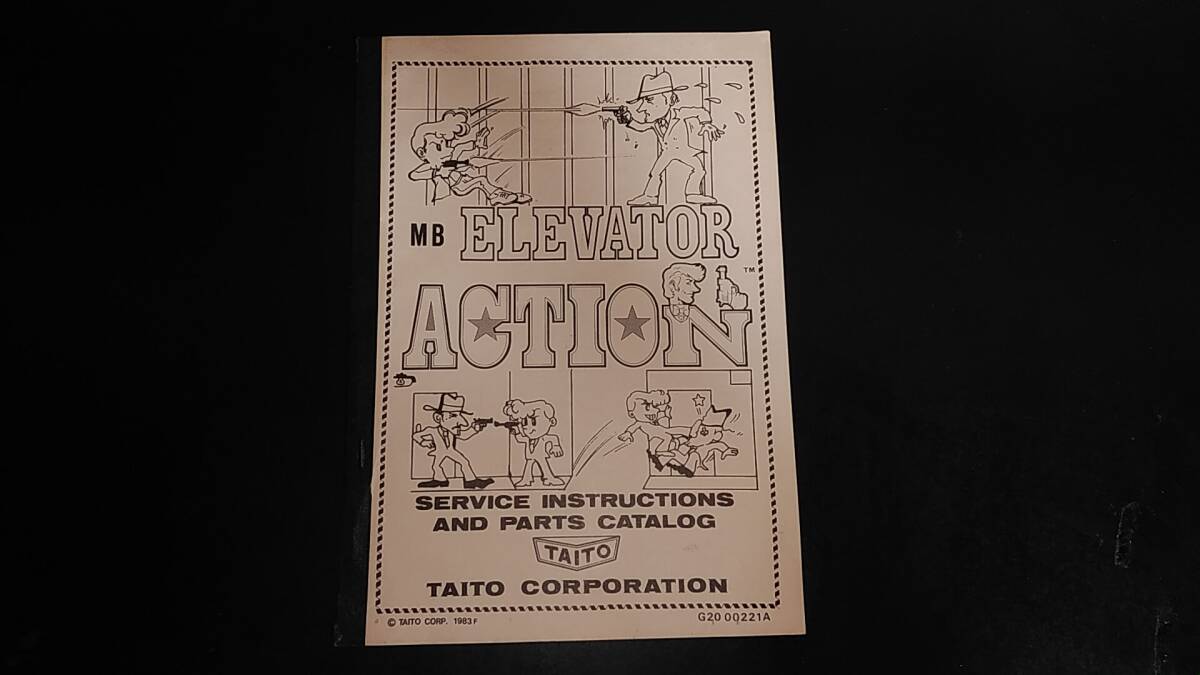 MB ELEVATOR
TM
ACTION
SERVICE INSTRUCTIONS
AND PARTS CATALOG
TAITO
TAITO CORPORATION
© TAITO CORP. 1983 F
G20 00221A